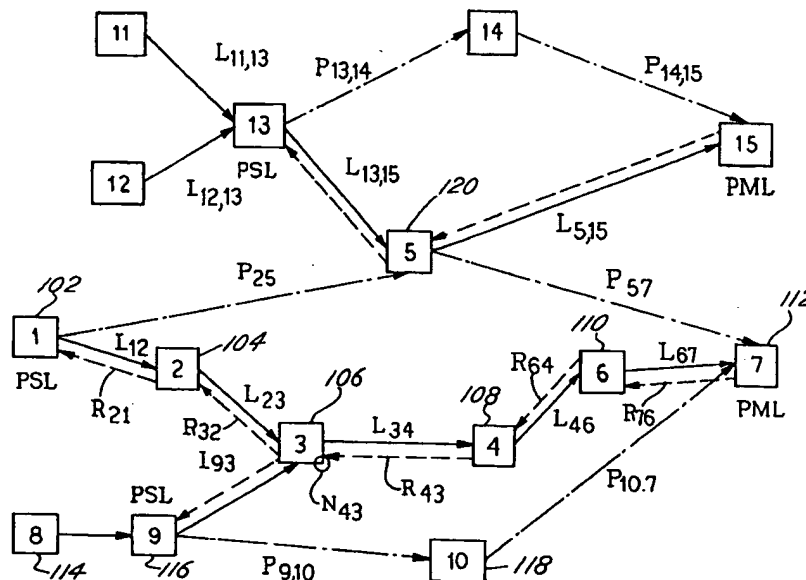 11
L11,13
14
P13,14
P14,15
13
15
12
PSL
L13,15
120
PML
L12,13
L5,15
5
P25
P57
102
112
110
1
L12
104
R64
6
L67
7
2
106
PSL
R21
L23
108
R76
PML
R32
L34
L46
3
4
L93
R43
P10.7
PSL
N43
8
9
10
114
116
P9,10
118